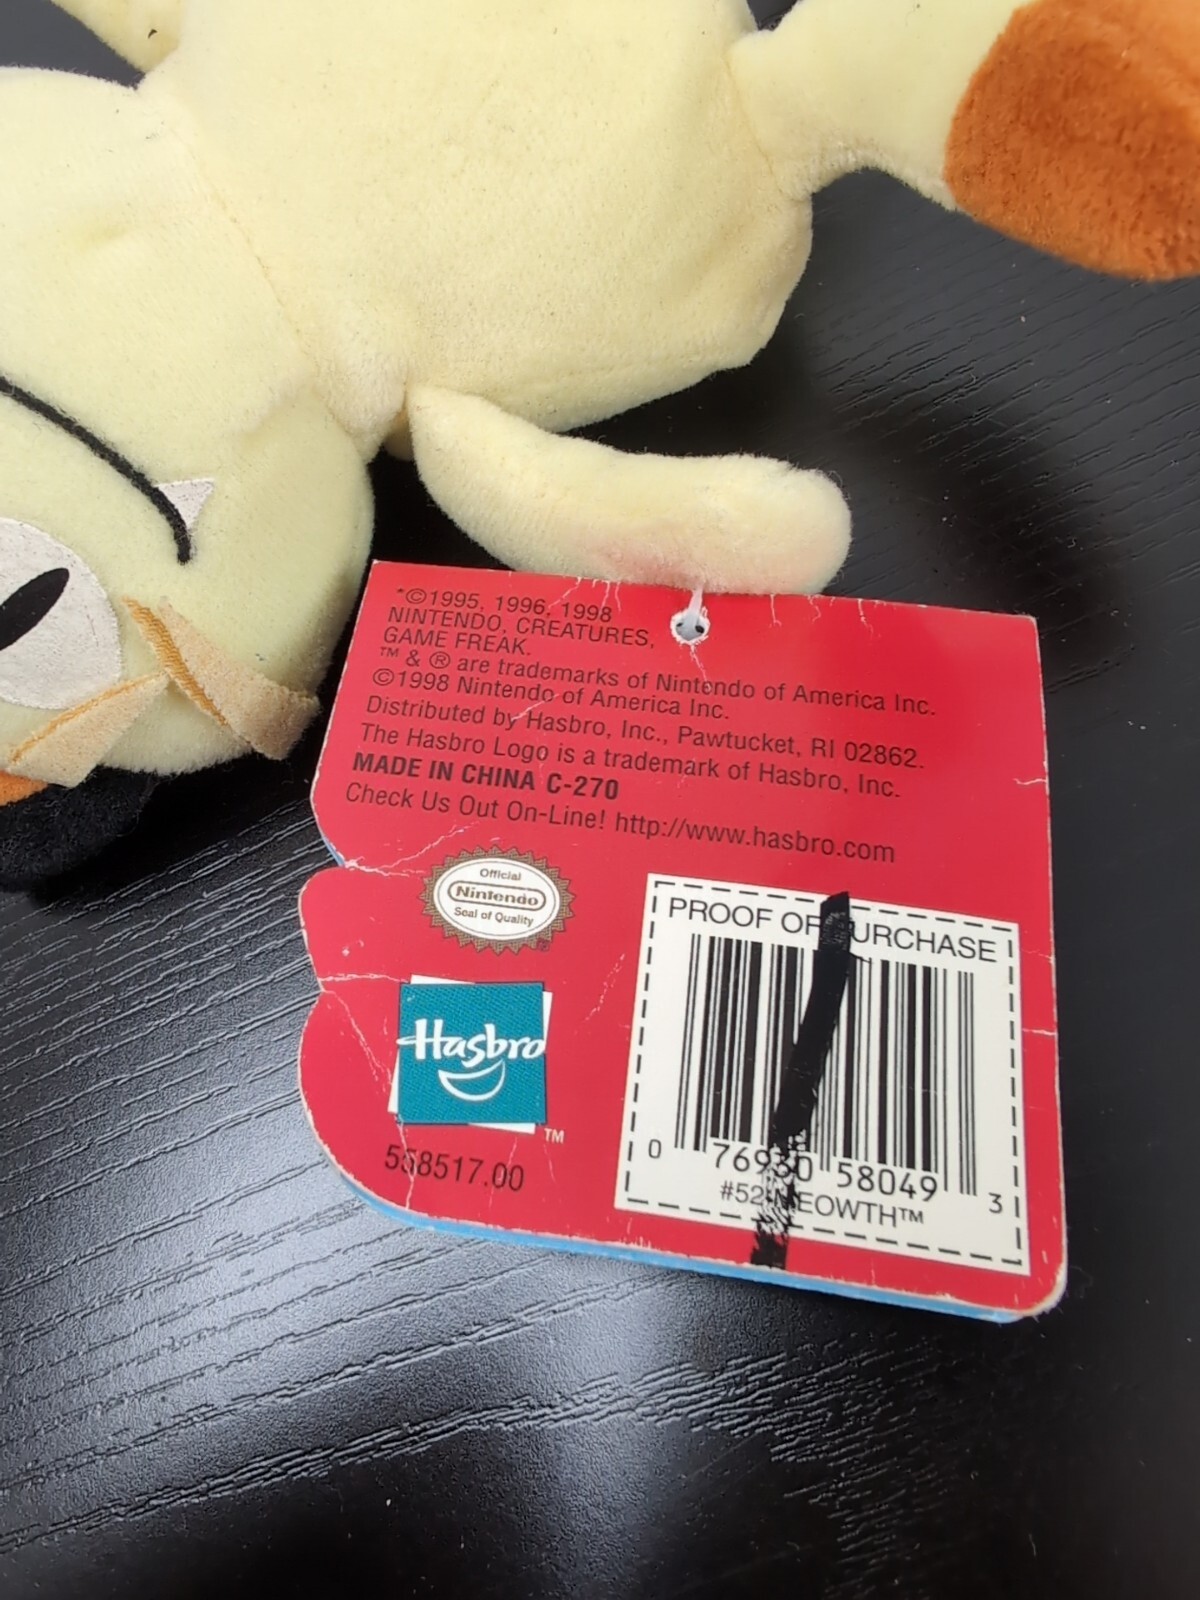 *©1995, 1996, 1998
NINTENDO, CREATURES,
GAME FREAK.
™ & ® are trademarks of Nintendo of America Inc.
©1998 Nintendo of America Inc.
Distributed by Hasbro, Inc., Pawtucket, RI 02862.
The Hasbro Logo is a trademark of Hasbro, Inc.
MADE IN CHINA C-270
Check Us Out On-Line! http://www.hasbro.com
Official
Nintendo
Seal of Quality
®
Hasbro
™
558517.00
PROOF OF PURCHASE
0 76930 58049 3
#52 MEOWTH™